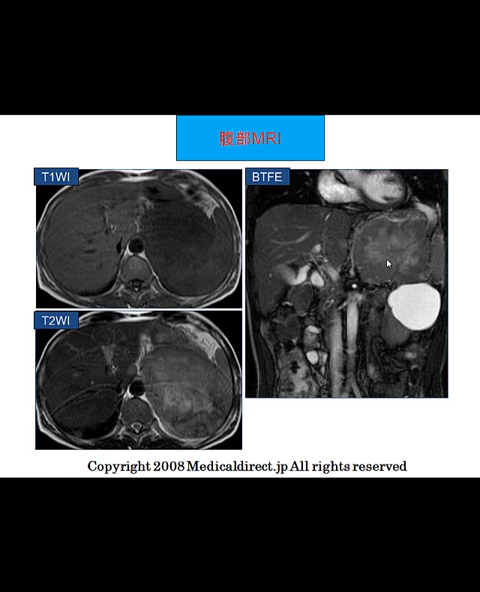 腹部MRI
T1WI
BTFE
T2WI
Copyright 2008 Medicaldirect.jp All rights reserved